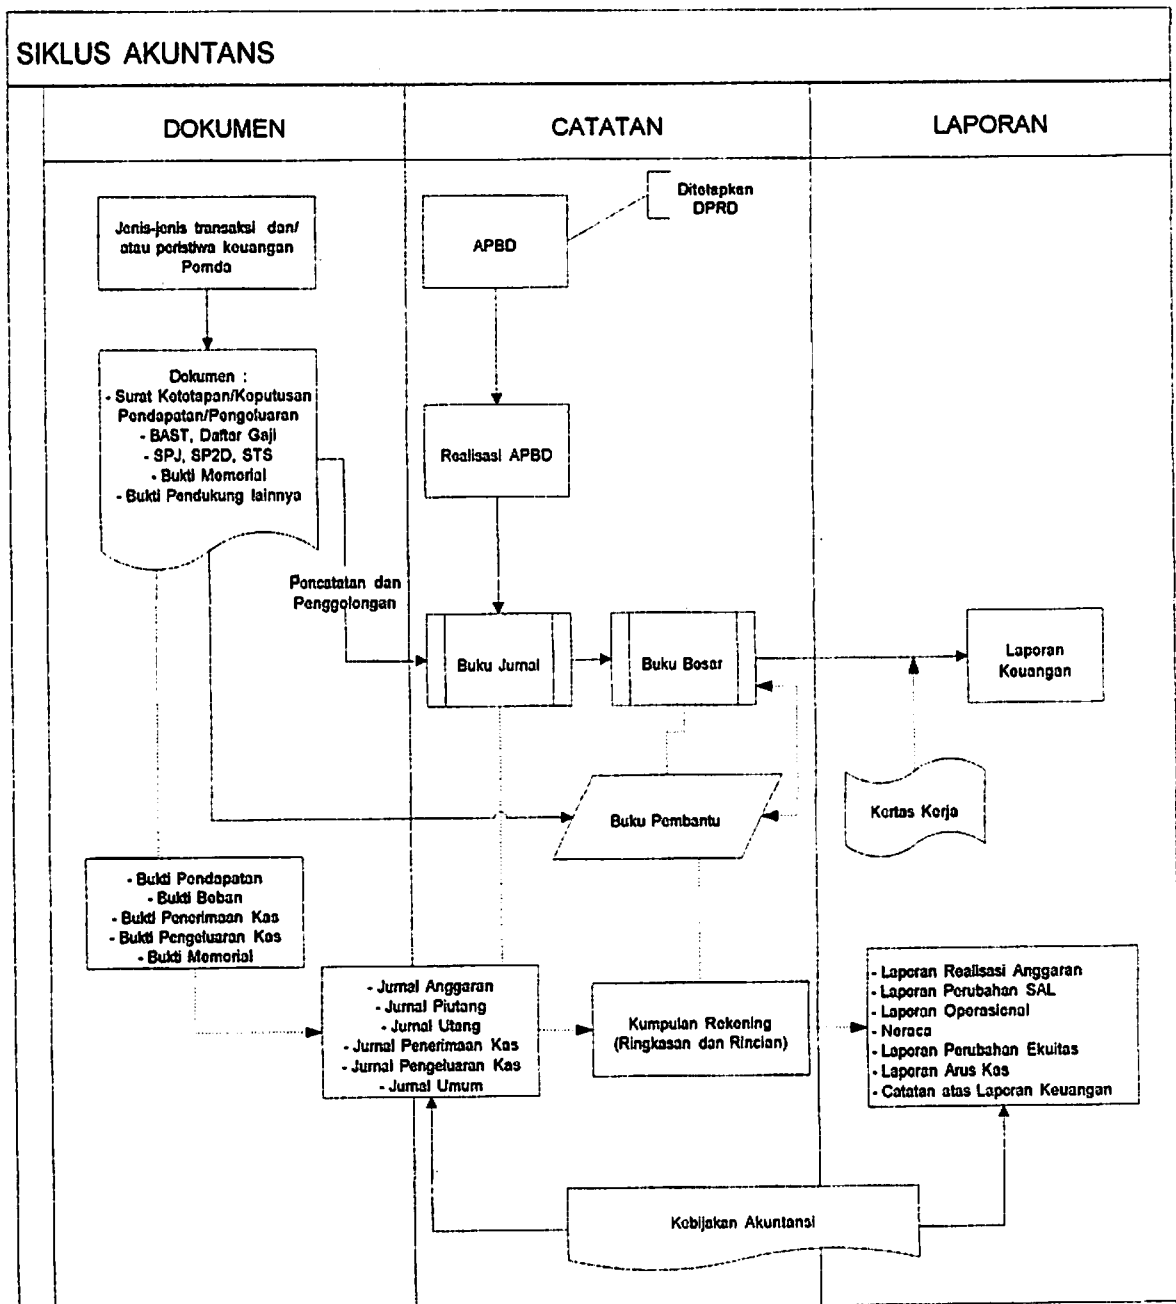 SIKLUS AKUNTANS
DOKUMEN
CATATAN
LAPORAN
Jenis-jenis transaksi dan/
atau peristiwa keuangan
Pemda
APBD
Ditetapkan
DPRD
Dokumen :
- Surat Ketetapan/Keputusan
Pendapatan/Pengeluaran
- BAST, Daftar Gaji
- SPJ, SP2D, STS
- Bukti Memorial
- Bukti Pendukung lainnya
Realisasi APBD
Pencatatan dan
Penggolongan
Buku Jurnal
Buku Besar
Laporan
Keuangan
Buku Pembantu
Kertas Kerja
- Bukti Pendapatan
- Bukti Beban
- Bukti Penerimaan Kas
- Bukti Pengeluaran Kas
- Bukti Memorial
- Jurnal Anggaran
- Jurnal Piutang
- Jurnal Utang
- Jurnal Penerimaan Kas
- Jurnal Pengeluaran Kas
- Jurnal Umum
Kumpulan Rekening
(Ringkasan dan Rincian)
- Laporan Realisasi Anggaran
- Laporan Perubahan SAL
- Laporan Operasional
- Neraca
- Laporan Perubahan Ekuitas
- Laporan Arus Kas
- Catatan atas Laporan Keuangan
Kebijakan Akuntansi